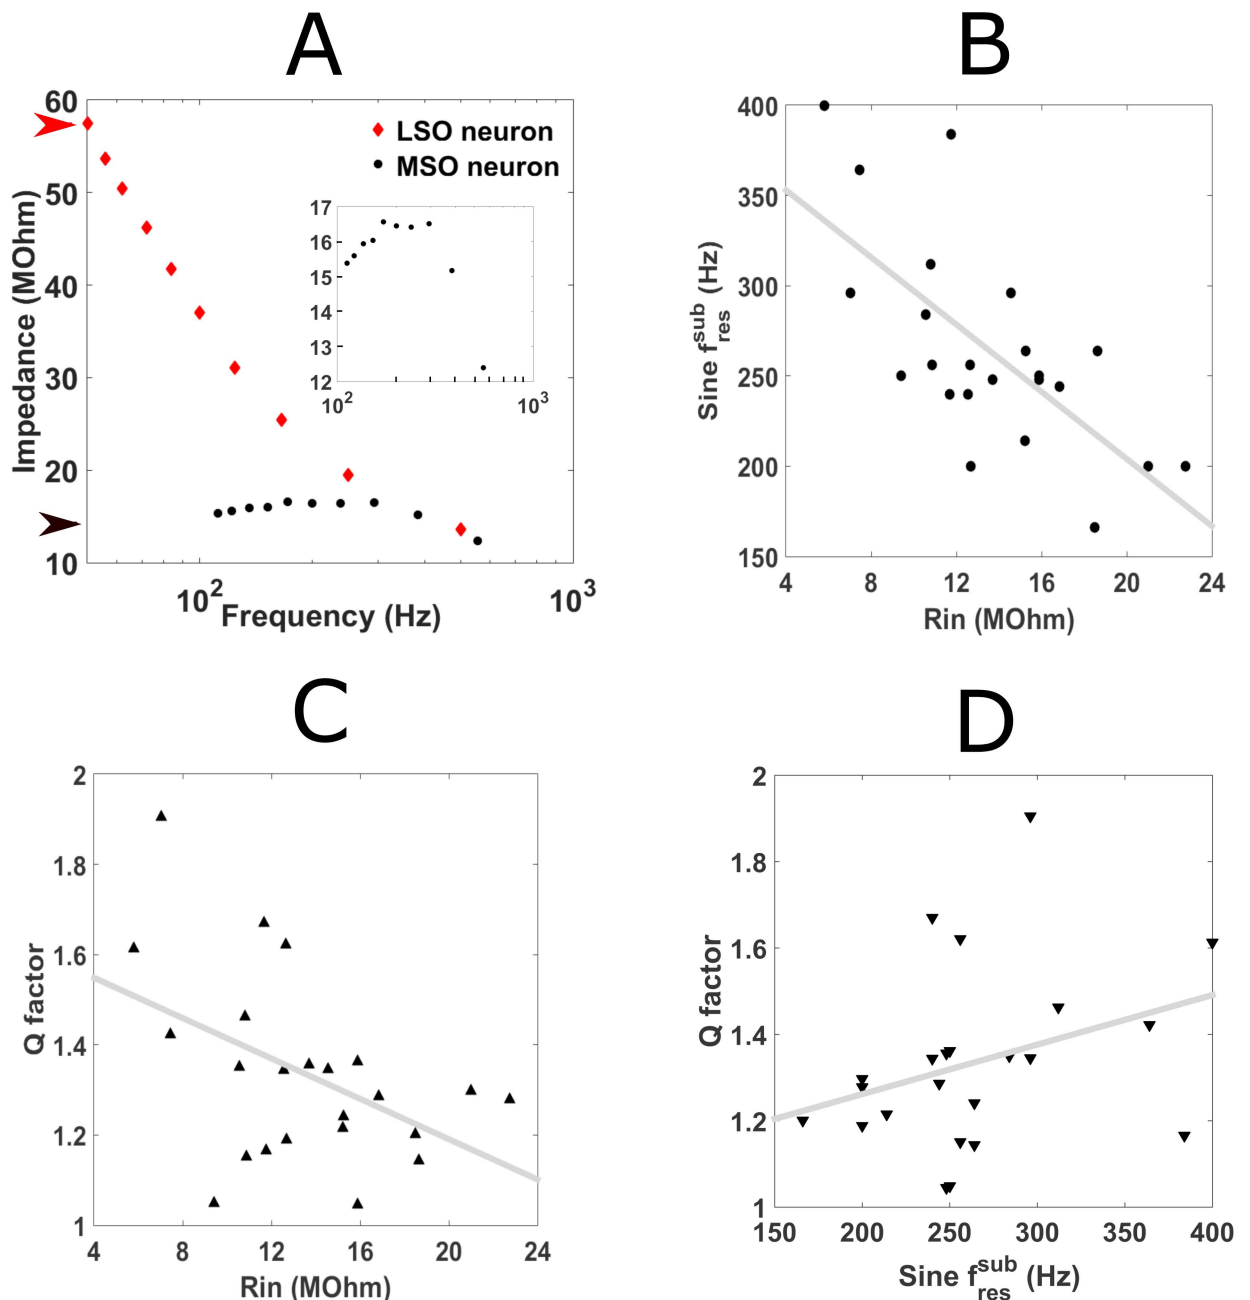 A
60
50
40
30
20
10
Impedance (MOhm)
LSO neuron
MSO neuron
17
16
15
14
13
12
10^2
10^3
10^2
10^3
Frequency (Hz)
B
400
350
300
250
200
150
Sine f_res^sub (Hz)
4 8 12 16 20 24
Rin (MOhm)
C
2
1.8
1.6
1.4
1.2
1
Q factor
4 8 12 16 20 24
Rin (MOhm)
D
2
1.8
1.6
1.4
1.2
1
Q factor
150 200 250 300 350 400
Sine f_res^sub (Hz)